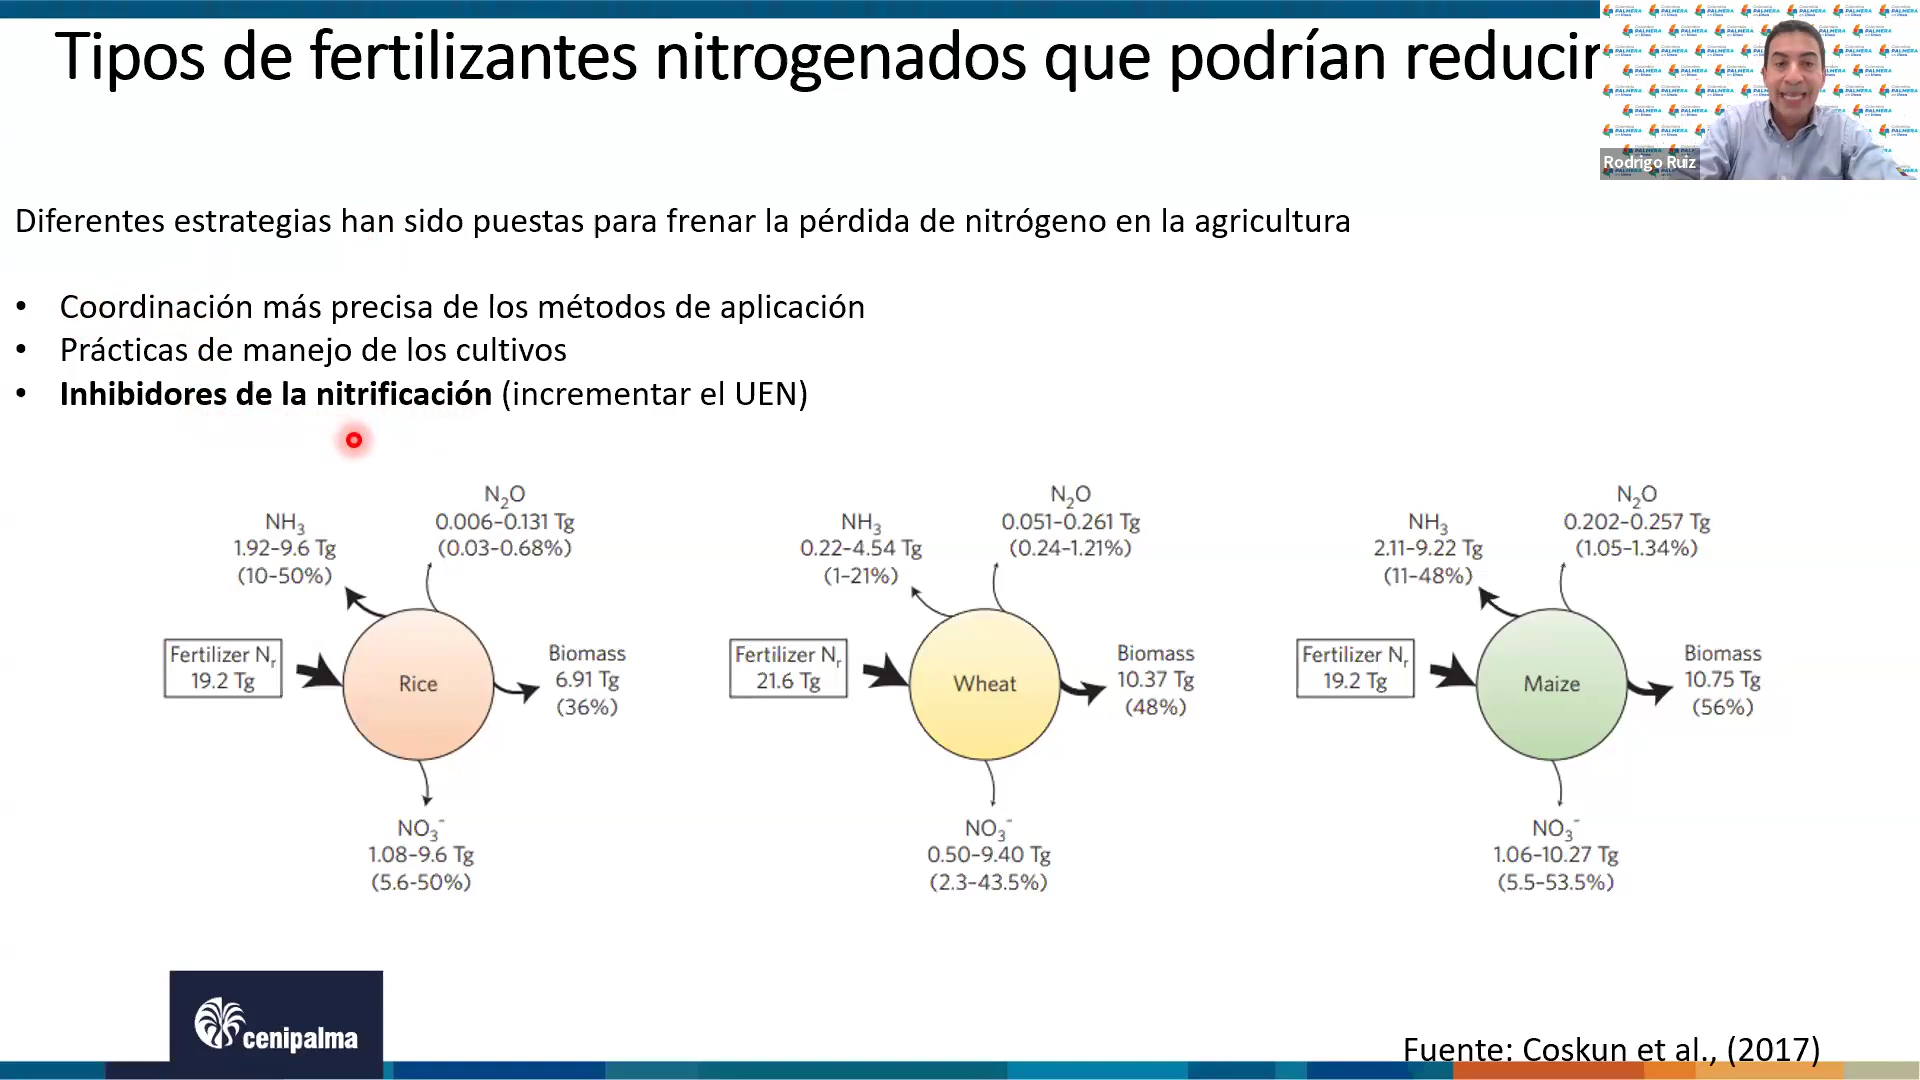 Tipos de fertilizantes nitrogenados que podrían reducir
Rodrigo Ruiz
Diferentes estrategias han sido puestas para frenar la pérdida de nitrógeno en la agricultura
• Coordinación más precisa de los métodos de aplicación
• Prácticas de manejo de los cultivos
• Inhibidores de la nitrificación (incrementar el UEN)
NH₃
1.92–9.6 Tg
(10–50%)
N₂O
0.006–0.131 Tg
(0.03–0.68%)
Fertilizer Nᵣ
19.2 Tg
Rice
Biomass
6.91 Tg
(36%)
NO₃⁻
1.08–9.6 Tg
(5.6-50%)
NH₃
0.22–4.54 Tg
(1–21%)
N₂O
0.051–0.261 Tg
(0.24–1.21%)
Fertilizer Nᵣ
21.6 Tg
Wheat
Biomass
10.37 Tg
(48%)
NO₃⁻
0.50–9.40 Tg
(2.3–43.5%)
NH₃
2.11–9.22 Tg
(11–48%)
N₂O
0.202–0.257 Tg
(1.05–1.34%)
Fertilizer Nᵣ
19.2 Tg
Maize
Biomass
10.75 Tg
(56%)
NO₃⁻
1.06–10.27 Tg
(5.5–53.5%)
cenipalma
Fuente: Coskun et al., (2017)